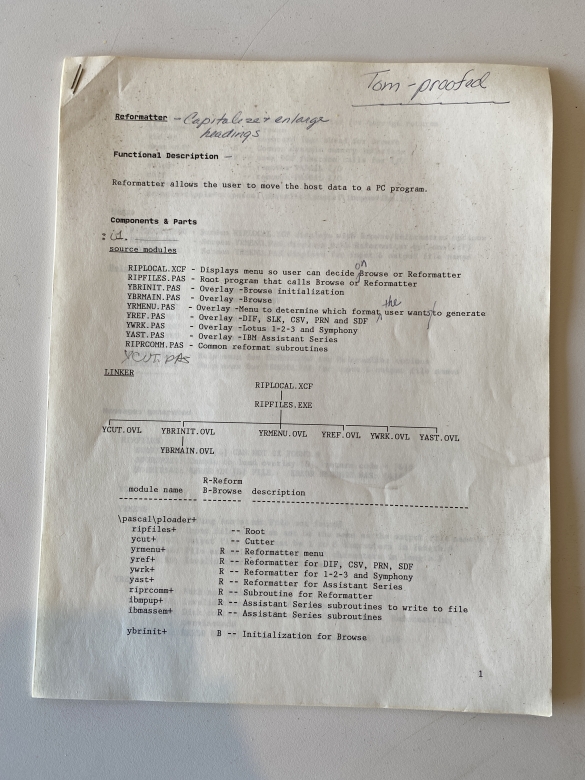 Tom - proofed
Reformatter - Capitalize & enlarge
headings
Functional Description -
Reformatter allows the user to move the host data to a PC program.
Components & Parts
: i1.
source modules
on
RIPLOCAL.XCF - Displays menu so user can decide Browse or Reformatter
RIPFILES.PAS - Root program that calls Browse or Reformatter
YBRINIT.PAS - Overlay -Browse initialization
YBRMAIN.PAS - Overlay -Browse
the
YRMENU.PAS - Overlay -Menu to determine which format user want to generate
YREF.PAS - Overlay -DIF, SLK, CSV, PRN and SDF
YWRK.PAS - Overlay -Lotus 1-2-3 and Symphony
YAST.PAS - Overlay -IBM Assistant Series
RIPRCOMM.PAS - Common reformat subroutines
YCUT.PAS
LINKER
RIPLOCAL.XCF
RIPFILES.EXE
YCUT.OVL YBRINIT.OVL YRMENU.OVL YREF.OVL YWRK.OVL YAST.OVL
YBRMAIN.OVL
R-Reform
module name B-Browse description
\pascal\ploader+
ripfiles+ -- Root
ycut+ -- Cutter
yrmenu+ R -- Reformatter menu
yref+ R -- Reformatter for DIF, CSV, PRN, SDF
ywrk+ R -- Reformatter for 1-2-3 and Symphony
yast+ R -- Reformatter for Assistant Series
riprcomm+ R -- Subroutine for Reformatter
ibmpup+ R -- Assistant Series subroutines to write to file
ibmassem+ R -- Assistant Series subroutines
ybrinit+ B -- Initialization for Browse
1